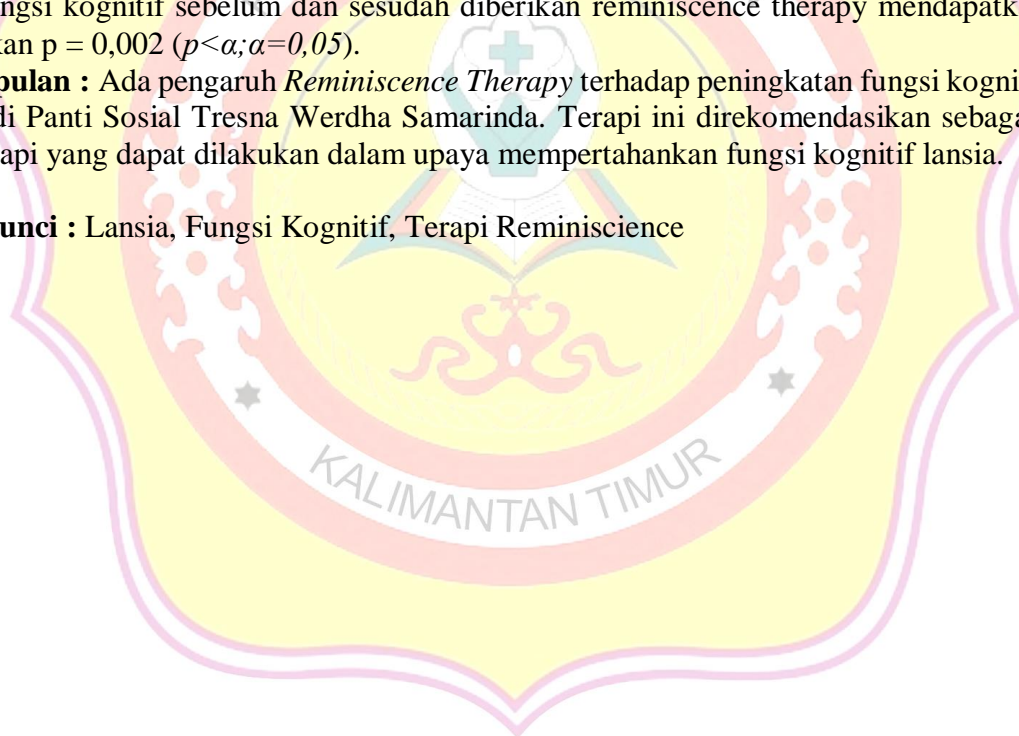 ngsi kognitif sebelum dan sesudah diberikan reminiscence therapy mendapatk
kan p = 0,002 (p<α;α=0,05).
pulan : Ada pengaruh Reminiscence Therapy terhadap peningkatan fungsi kogni
di Panti Sosial Tresna Werdha Samarinda. Terapi ini direkomendasikan sebaga
api yang dapat dilakukan dalam upaya mempertahankan fungsi kognitif lansia.
unci : Lansia, Fungsi Kognitif, Terapi Reminiscience
KALIMANTAN TIMUR